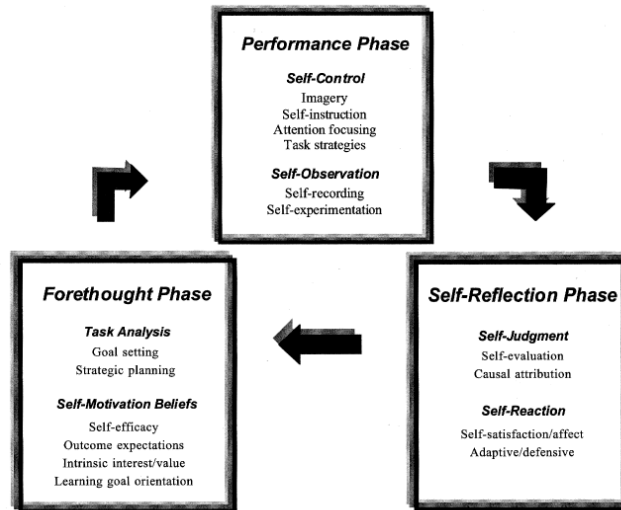 Performance Phase
Self-Control
Imagery
Self-instruction
Attention focusing
Task strategies
Self-Observation
Self-recording
Self-experimentation
Forethought Phase
Task Analysis
Goal setting
Strategic planning
Self-Motivation Beliefs
Self-efficacy
Outcome expectations
Intrinsic interest/value
Learning goal orientation
Self-Reflection Phase
Self-Judgment
Self-evaluation
Causal attribution
Self-Reaction
Self-satisfaction/affect
Adaptive/defensive